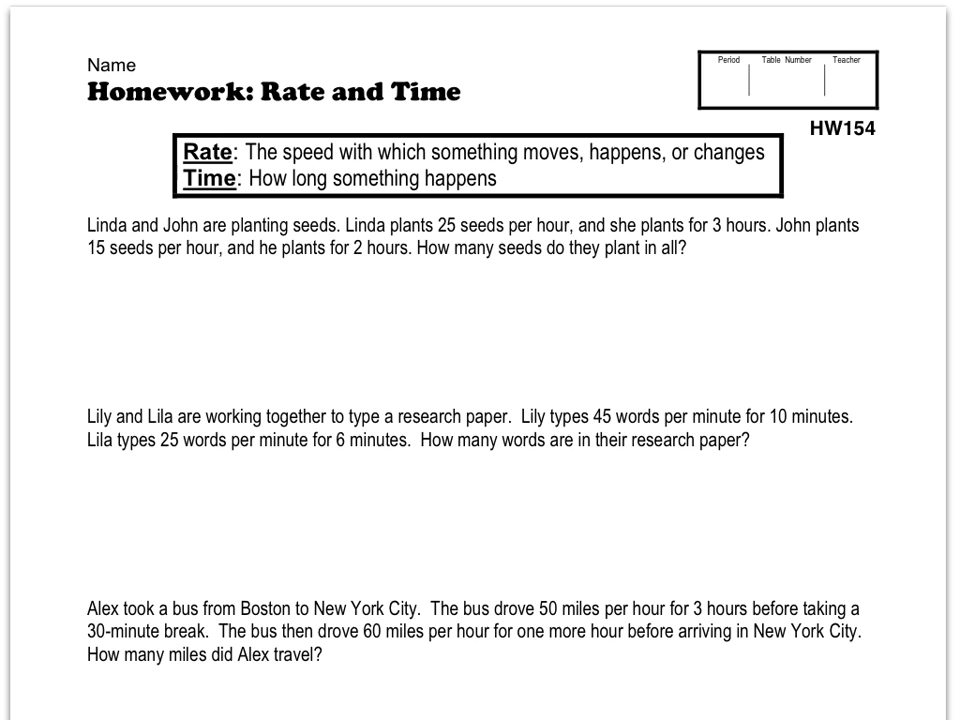 Name
Period Table Number Teacher
Homework: Rate and Time
HW154
Rate: The speed with which something moves, happens, or changes
Time: How long something happens
Linda and John are planting seeds. Linda plants 25 seeds per hour, and she plants for 3 hours. John plants
15 seeds per hour, and he plants for 2 hours. How many seeds do they plant in all?
Lily and Lila are working together to type a research paper.  Lily types 45 words per minute for 10 minutes.
Lila types 25 words per minute for 6 minutes.  How many words are in their research paper?
Alex took a bus from Boston to New York City.  The bus drove 50 miles per hour for 3 hours before taking a
30-minute break.  The bus then drove 60 miles per hour for one more hour before arriving in New York City.
How many miles did Alex travel?